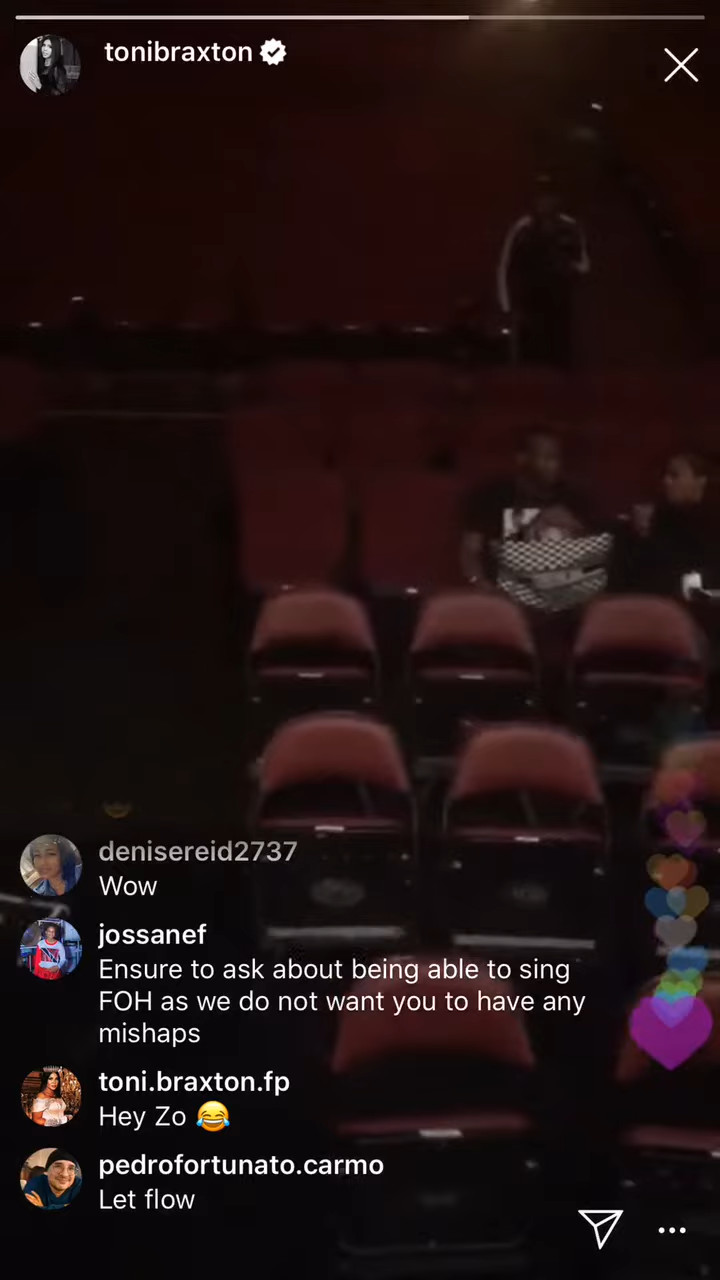 tonibraxton
denisereid2737
Wow
jossanef
Ensure to ask about being able to sing
FOH as we do not want you to have any
mishaps
toni.braxton.fp
Hey Zo 😂
pedrofortunato.carmo
Let flow